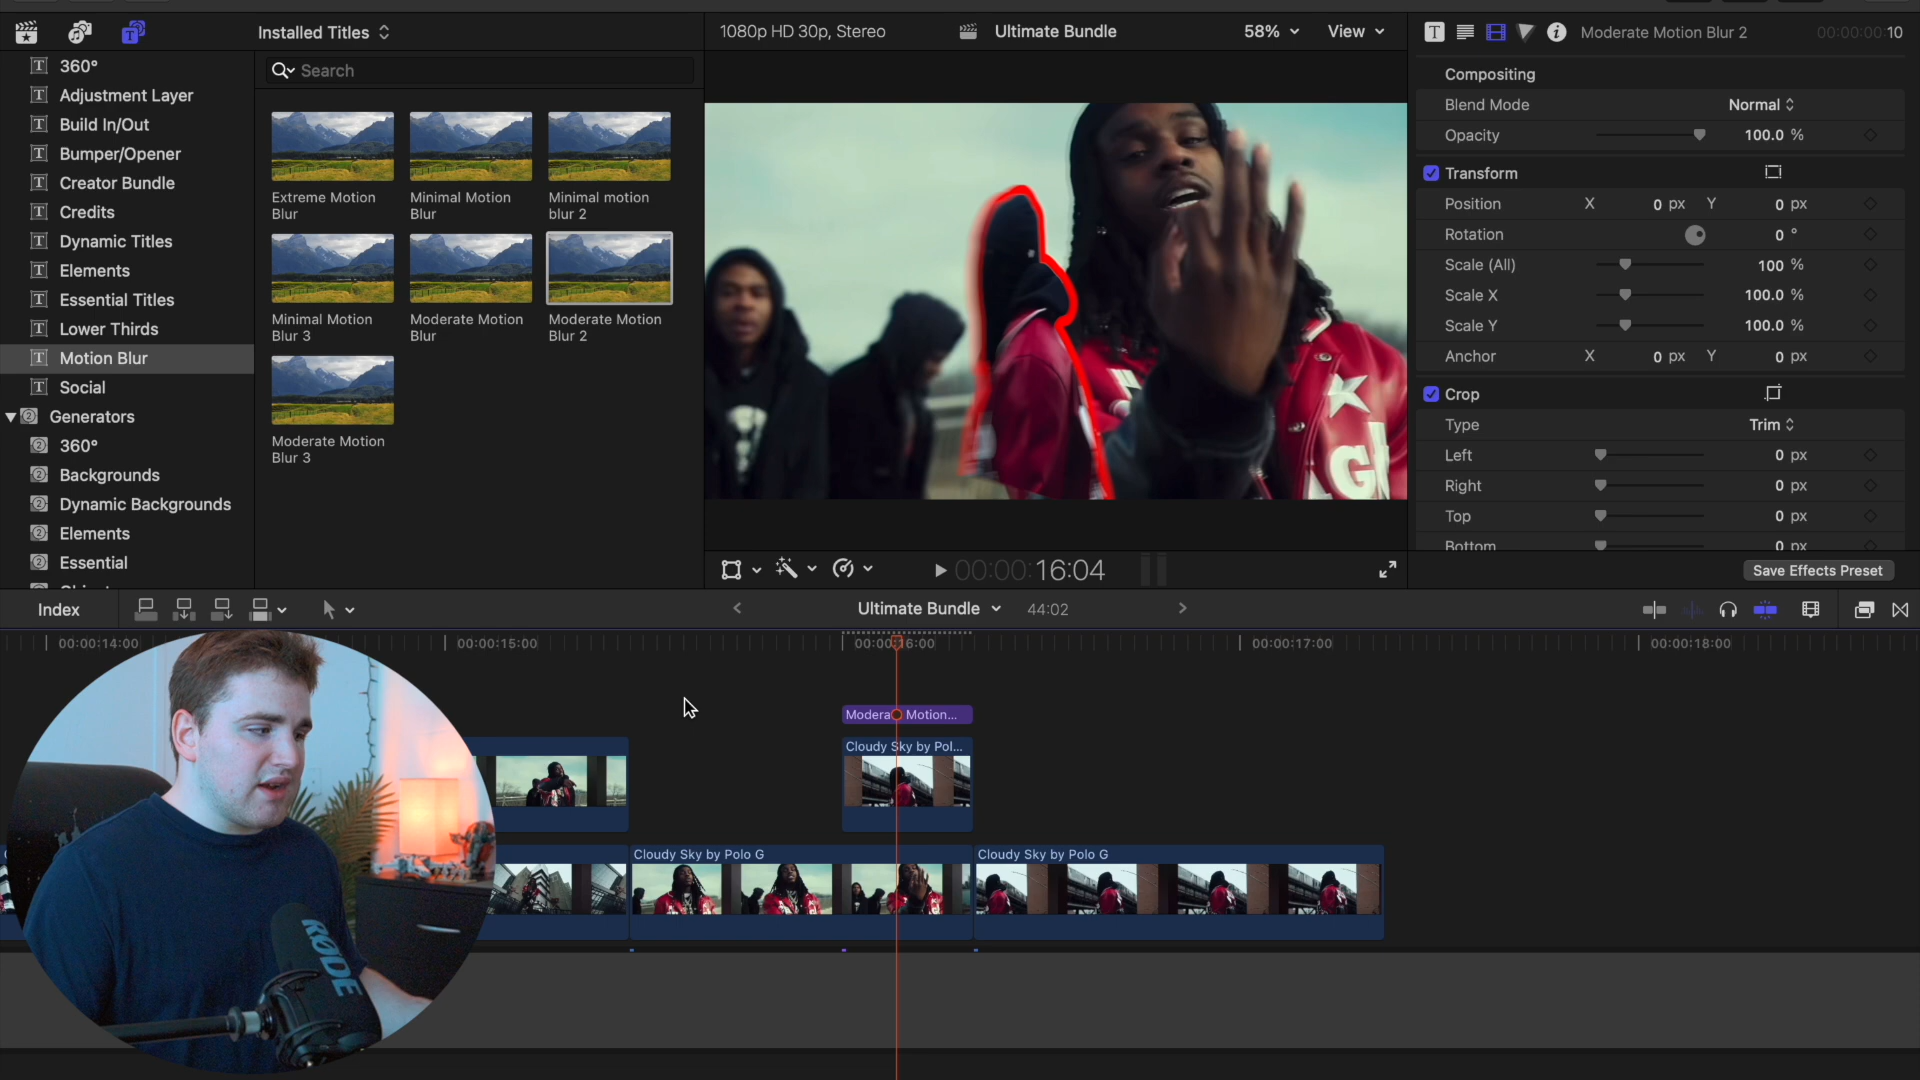 Installed Titles
1080p HD 30p, Stereo
Ultimate Bundle
58%
View
T
Moderate Motion Blur 2
00:00:00:10
360°
Adjustment Layer
Build In/Out
Bumper/Opener
Creator Bundle
Credits
Dynamic Titles
Elements
Essential Titles
Lower Thirds
Motion Blur
Social
Generators
360°
Backgrounds
Dynamic Backgrounds
Elements
Essential
Search
Extreme Motion
Blur
Minimal Motion
Blur
Minimal motion
blur 2
Minimal Motion
Blur 3
Moderate Motion
Blur
Moderate Motion
Blur 2
Moderate Motion
Blur 3
Compositing
Blend Mode Normal
Opacity 100.0 %
Transform
Position X 0 px Y 0 px
Rotation 0 °
Scale (All) 100 %
Scale X 100.0 %
Scale Y 100.0 %
Anchor X 0 px Y 0 px
Crop
Type Trim
Left 0 px
Right 0 px
Top 0 px
Bottom 0 px
Save Effects Preset
00:00:16:04
Index
Ultimate Bundle
44:02
00:00:14:00
00:00:15:00
00:00:16:00
00:00:17:00
00:00:18:00
Modera Motion...
Cloudy Sky by Pol...
Cloudy Sky by Polo G
Cloudy Sky by Polo G
RØDE